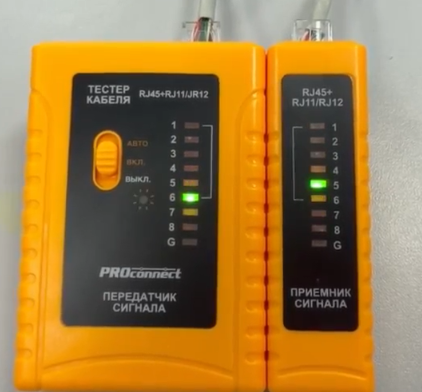 ТЕСТЕР
КАБЕЛЯ
RJ45+RJ11/JR12
1
2
3
4
5
6
7
8
G
АВТО
ВКЛ.
ВЫКЛ.
PROconnect
ПЕРЕДАТЧИК
СИГНАЛА
RJ45+
RJ11/RJ12
1
2
3
4
5
6
7
8
G
ПРИЕМНИК
СИГНАЛА